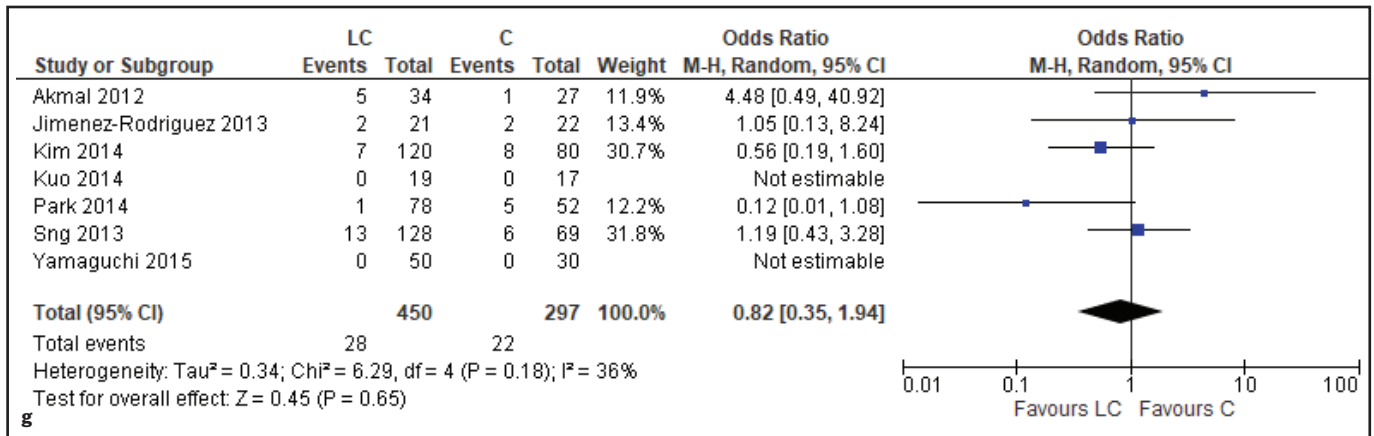 LC C Odds Ratio Odds Ratio
Study or Subgroup Events Total Events Total Weight M-H, Random, 95% CI M-H, Random, 95% CI
Akmal 2012 5 34 1 27 11.9% 4.48 [0.49, 40.92]
Jimenez-Rodriguez 2013 2 21 2 22 13.4% 1.05 [0.13, 8.24]
Kim 2014 7 120 8 80 30.7% 0.56 [0.19, 1.60]
Kuo 2014 0 19 0 17 Not estimable
Park 2014 1 78 5 52 12.2% 0.12 [0.01, 1.08]
Sng 2013 13 128 6 69 31.8% 1.19 [0.43, 3.28]
Yamaguchi 2015 0 50 0 30 Not estimable
Total (95% CI) 450 297 100.0% 0.82 [0.35, 1.94]
Total events 28 22
Heterogeneity: Tau² = 0.34; Chi² = 6.29, df = 4 (P = 0.18); I² = 36%
Test for overall effect: Z = 0.45 (P = 0.65)
0.01 0.1 1 10 100
Favours LC Favours C
g